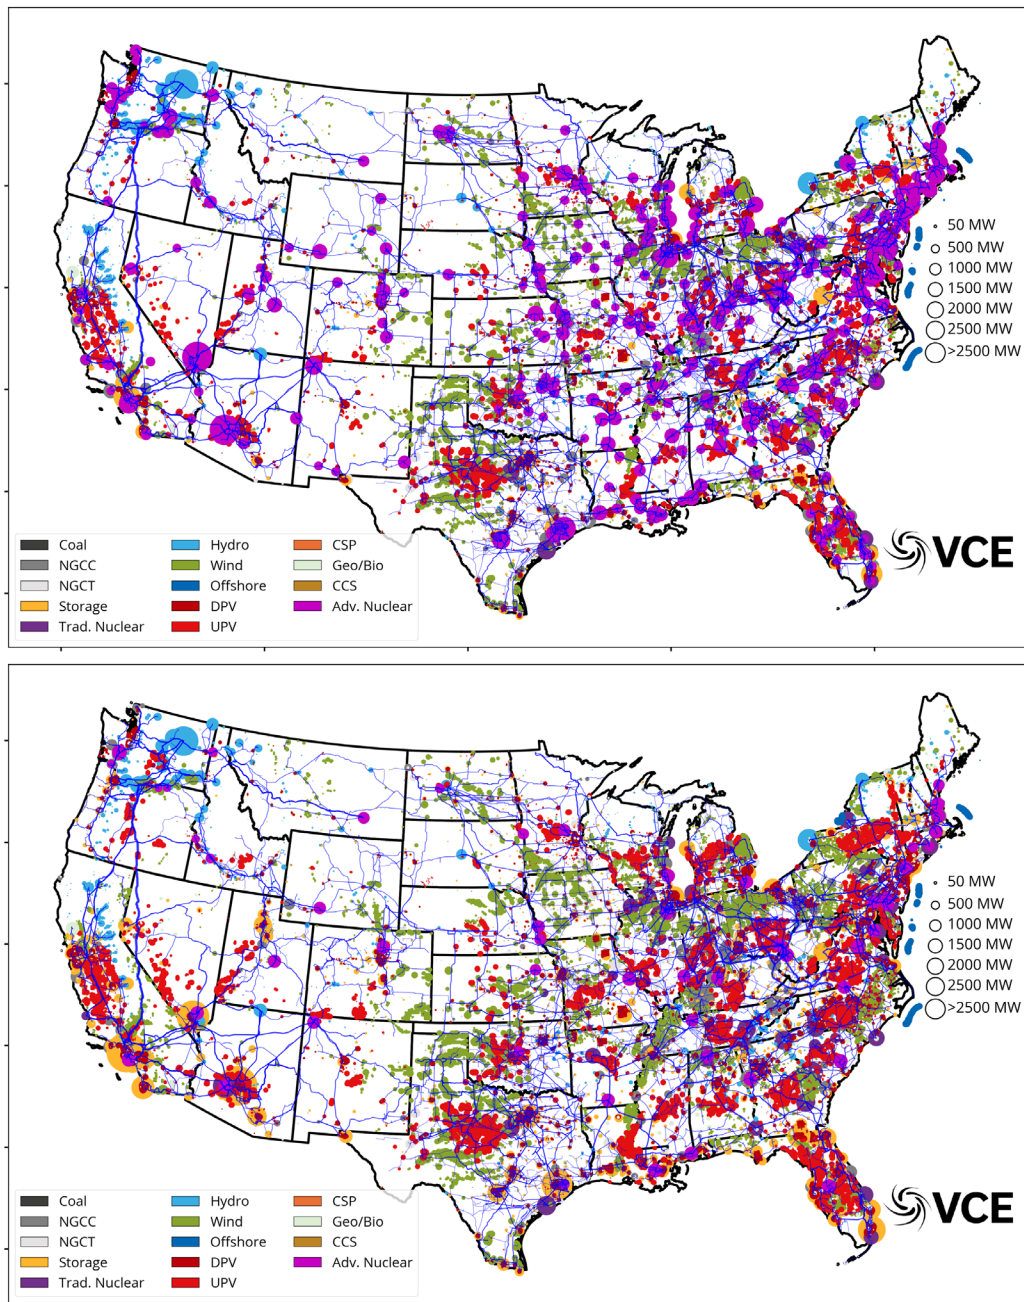 50 MW
500 MW
1000 MW
1500 MW
2000 MW
2500 MW
>2500 MW
VCE
Coal Hydro CSP
NGCC Wind Geo/Bio
NGCT Offshore CCS
Storage DPV Adv. Nuclear
Trad. Nuclear UPV
50 MW
500 MW
1000 MW
1500 MW
2000 MW
2500 MW
>2500 MW
VCE
Coal Hydro CSP
NGCC Wind Geo/Bio
NGCT Offshore CCS
Storage DPV Adv. Nuclear
Trad. Nuclear UPV